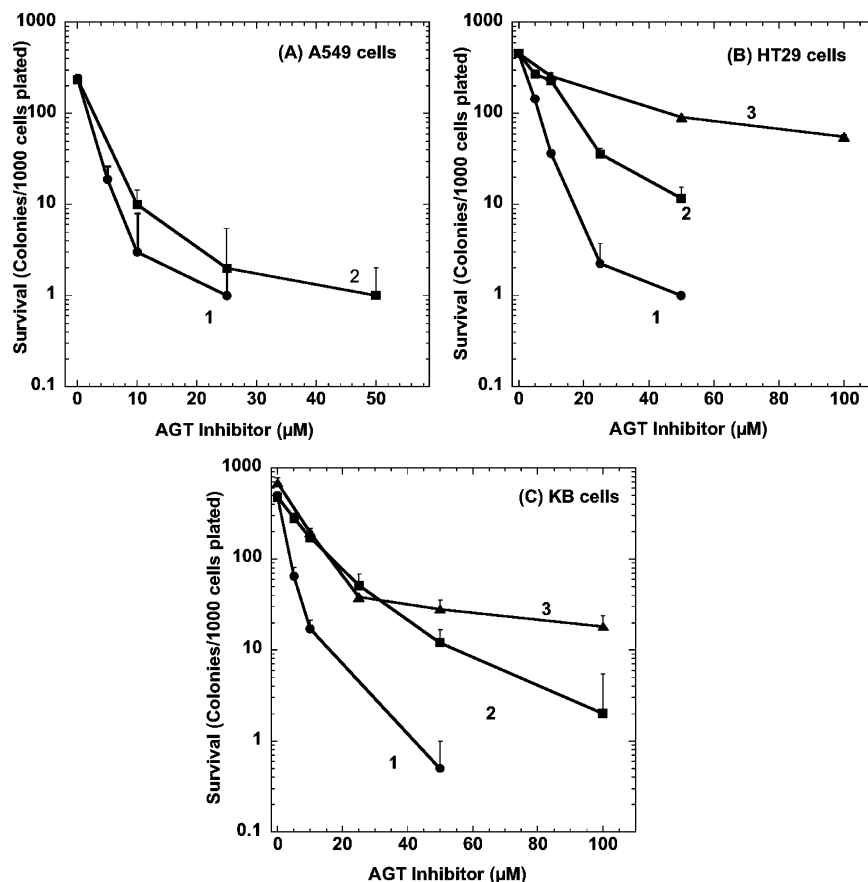 (A) A549 cells
Survival (Colonies/1000 cells plated)
1000
100
10
1
0.1
2
1
0 10 20 30 40 50
AGT Inhibitor (µM)
(B) HT29 cells
Survival (Colonies/1000 cells plated)
1000
100
10
1
0.1
3
2
1
0 20 40 60 80 100
AGT Inhibitor (µM)
(C) KB cells
Survival (Colonies/1000 cells plated)
1000
100
10
1
0.1
3
2
1
0 20 40 60 80 100
AGT Inhibitor (µM)